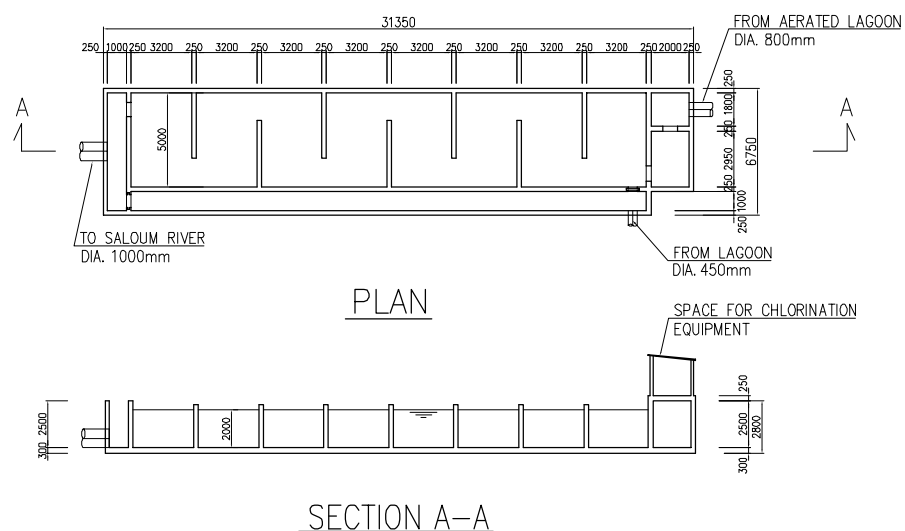 31350
250 1000 250 3200 250 3200 250 3200 250 3200 250 3200 250 3200 250 3200 250 3200 250 2000 250
FROM AERATED LAGOON
DIA. 800mm
A
A
250
1800
250
2950
250
1000
250
6750
5000
TO SALOUM RIVER
DIA. 1000mm
FROM LAGOON
DIA. 450mm
PLAN
SPACE FOR CHLORINATION
EQUIPMENT
2500
300
2000
250
2500
300
2800
SECTION A-A